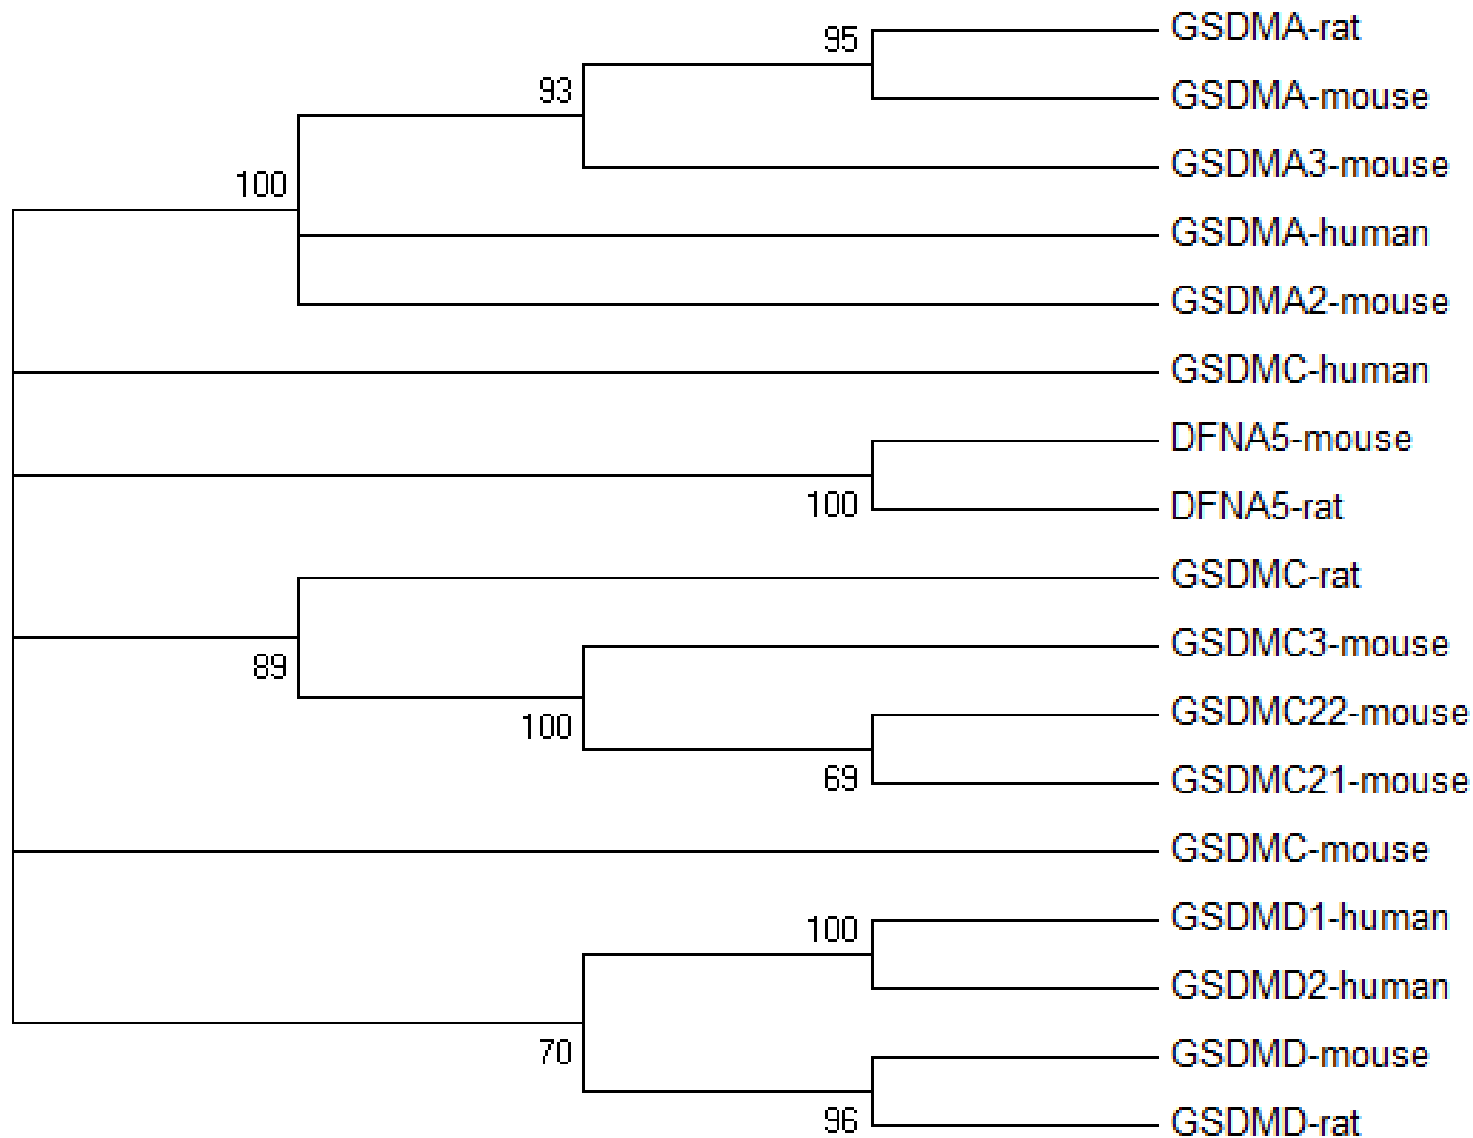 GSDMA-rat
95
GSDMA-mouse
93
GSDMA3-mouse
100
GSDMA-human
GSDMA2-mouse
GSDMC-human
DFNA5-mouse
100
DFNA5-rat
GSDMC-rat
GSDMC3-mouse
89
GSDMC22-mouse
100
GSDMC21-mouse
69
GSDMC-mouse
GSDMD1-human
100
GSDMD2-human
GSDMD-mouse
70
GSDMD-rat
96